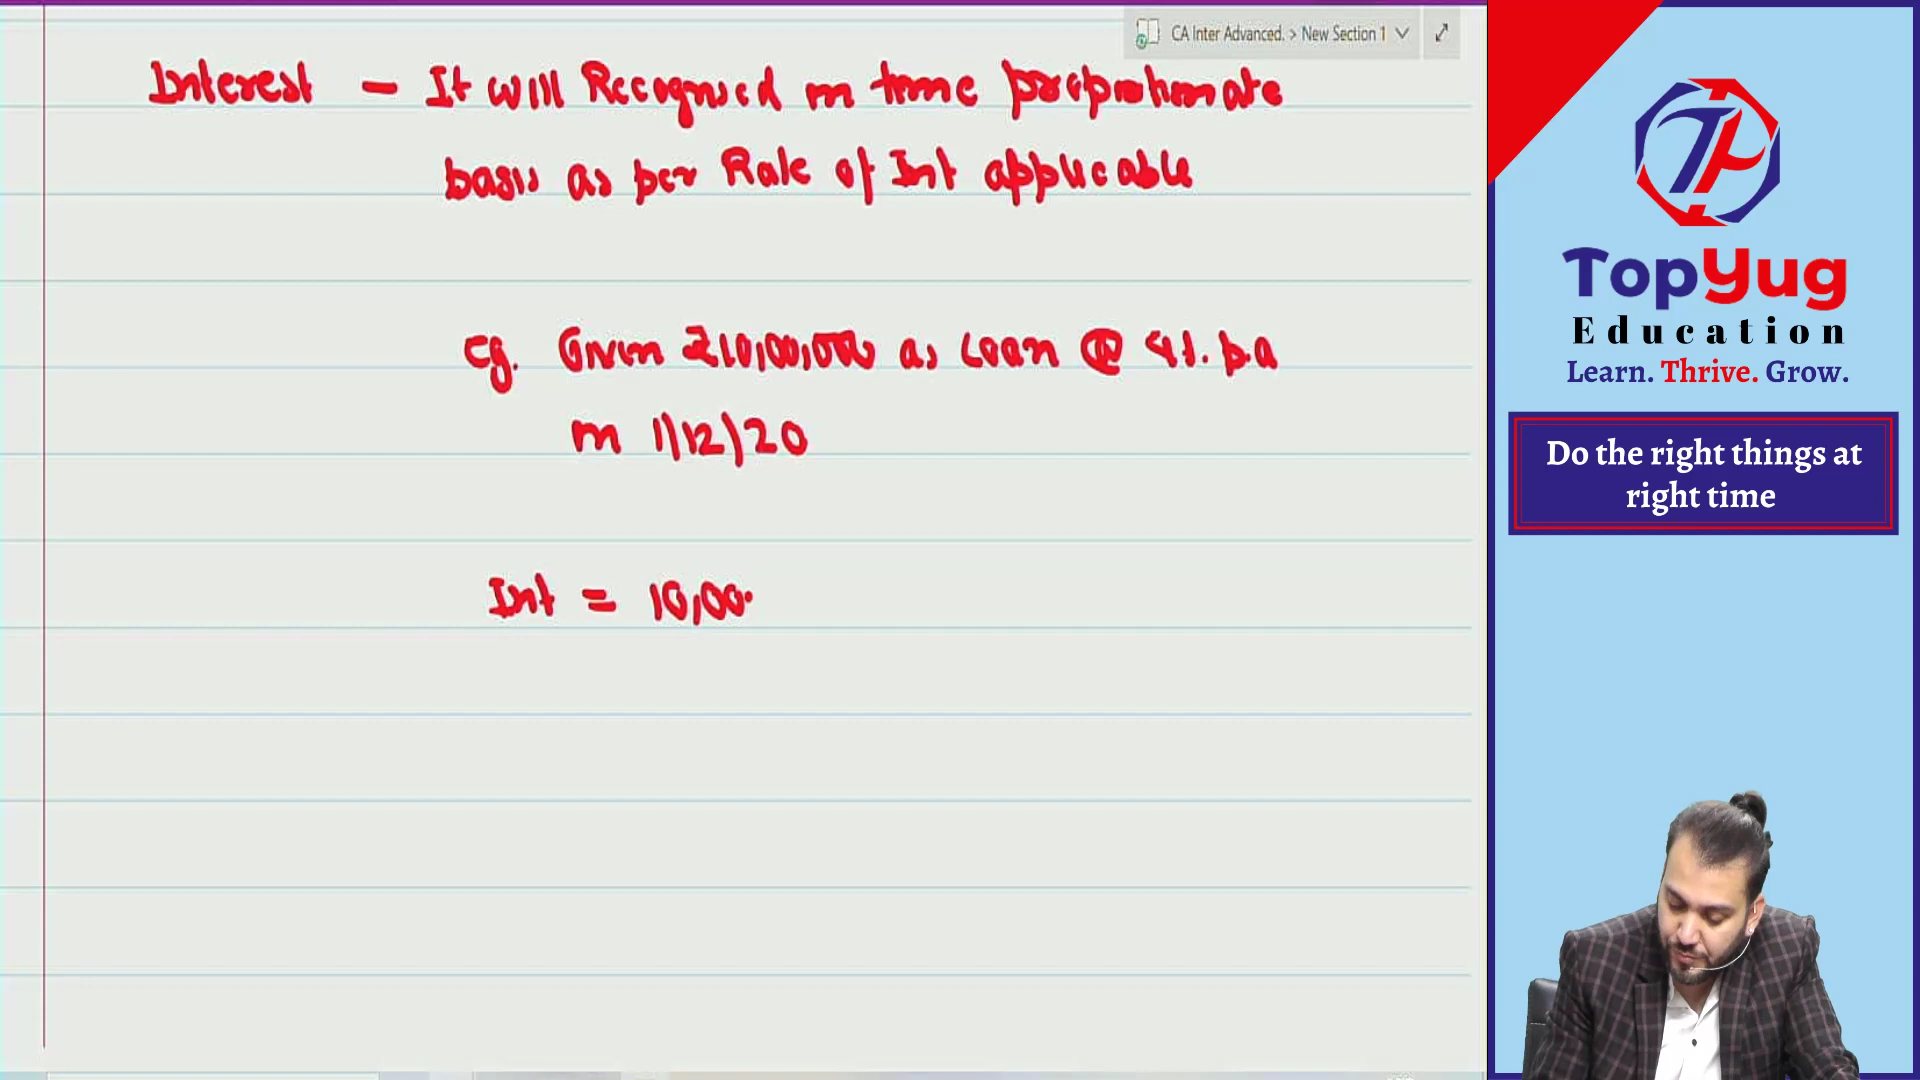 CA Inter Advanced. > New Section 1
Interest - It will Recognised on time proportionate
basis as per Rate of Int applicable
eg. Given ₹10,00,000 as loan @ 9%. p.a
on 1/12/20
Int = 10,00
TopYug
Education
Learn. Thrive. Grow.
Do the right things at
right time